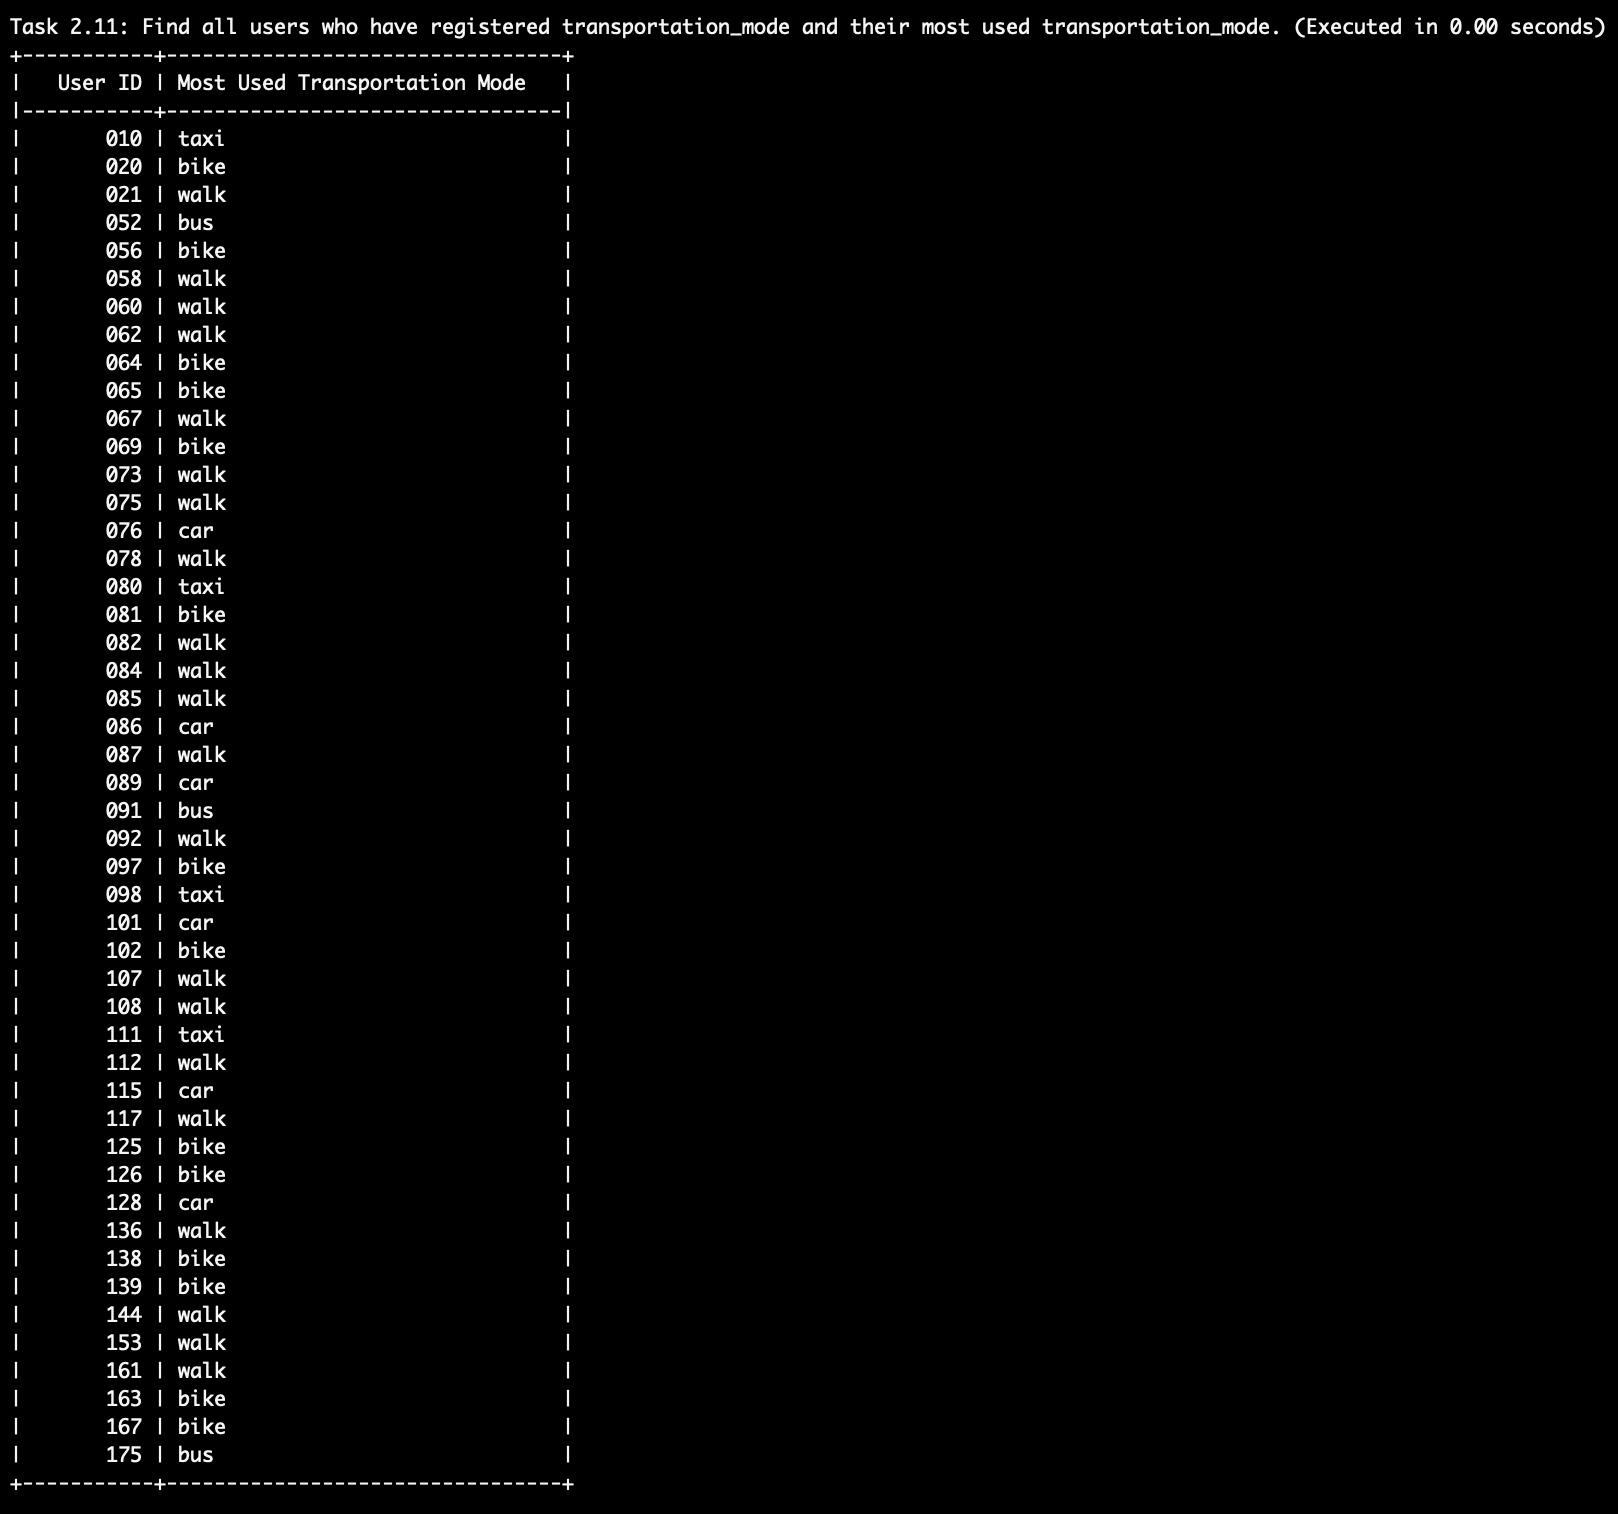 Task 2.11: Find all users who have registered transportation_mode and their most used transportation_mode. (Executed in 0.00 seconds)
+-----------+---------------------------------+
|   User ID | Most Used Transportation Mode   |
|-----------+---------------------------------|
|       010 | taxi                            |
|       020 | bike                            |
|       021 | walk                            |
|       052 | bus                             |
|       056 | bike                            |
|       058 | walk                            |
|       060 | walk                            |
|       062 | walk                            |
|       064 | bike                            |
|       065 | bike                            |
|       067 | walk                            |
|       069 | bike                            |
|       073 | walk                            |
|       075 | walk                            |
|       076 | car                             |
|       078 | walk                            |
|       080 | taxi                            |
|       081 | bike                            |
|       082 | walk                            |
|       084 | walk                            |
|       085 | walk                            |
|       086 | car                             |
|       087 | walk                            |
|       089 | car                             |
|       091 | bus                             |
|       092 | walk                            |
|       097 | bike                            |
|       098 | taxi                            |
|       101 | car                             |
|       102 | bike                            |
|       107 | walk                            |
|       108 | walk                            |
|       111 | taxi                            |
|       112 | walk                            |
|       115 | car                             |
|       117 | walk                            |
|       125 | bike                            |
|       126 | bike                            |
|       128 | car                             |
|       136 | walk                            |
|       138 | bike                            |
|       139 | bike                            |
|       144 | walk                            |
|       153 | walk                            |
|       161 | walk                            |
|       163 | bike                            |
|       167 | bike                            |
|       175 | bus                             |
+-----------+---------------------------------+